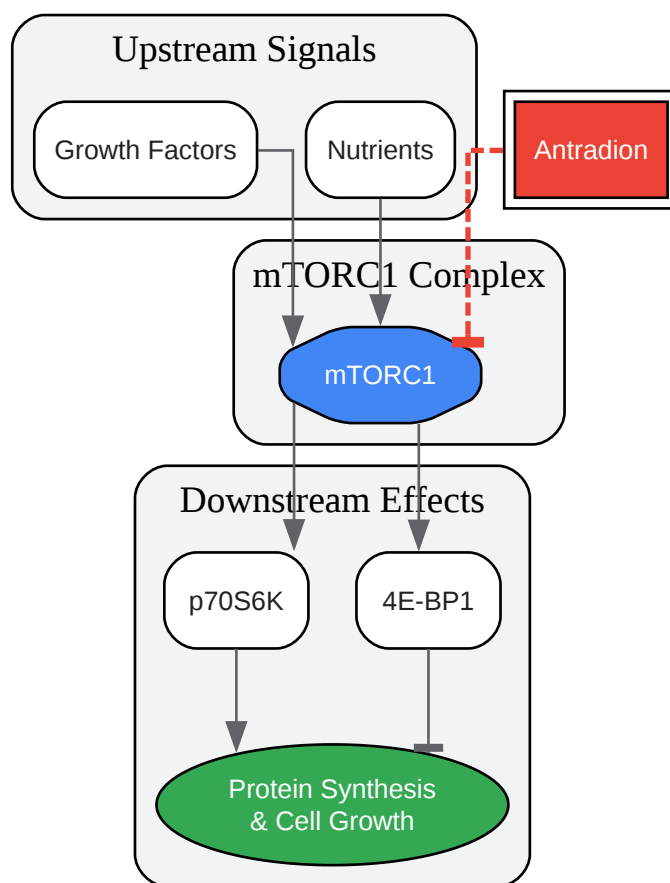 Upstream Signals
Growth Factors
Nutrients
Antradion
mTORC1 Complex
mTORC1
Downstream Effects
p70S6K
4E-BP1
Protein Synthesis
& Cell Growth